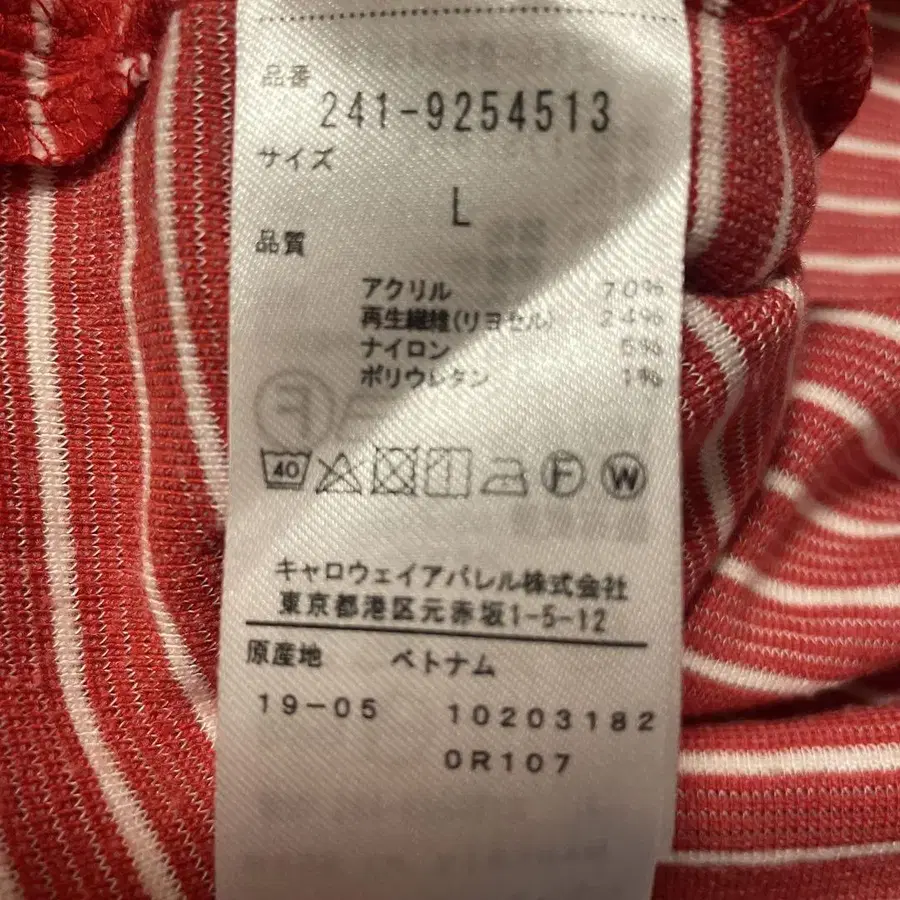 品番
241-9254513
サイズ
L
品質
アクリル 70%
再生繊維(リヨセル) 24%
ナイロン 5%
ポリウレタン 1%
40 F W
キャロウェイアパレル株式会社
東京都港区元赤坂1-5-12
原産地 ベトナム
19-05 10203182
0R107